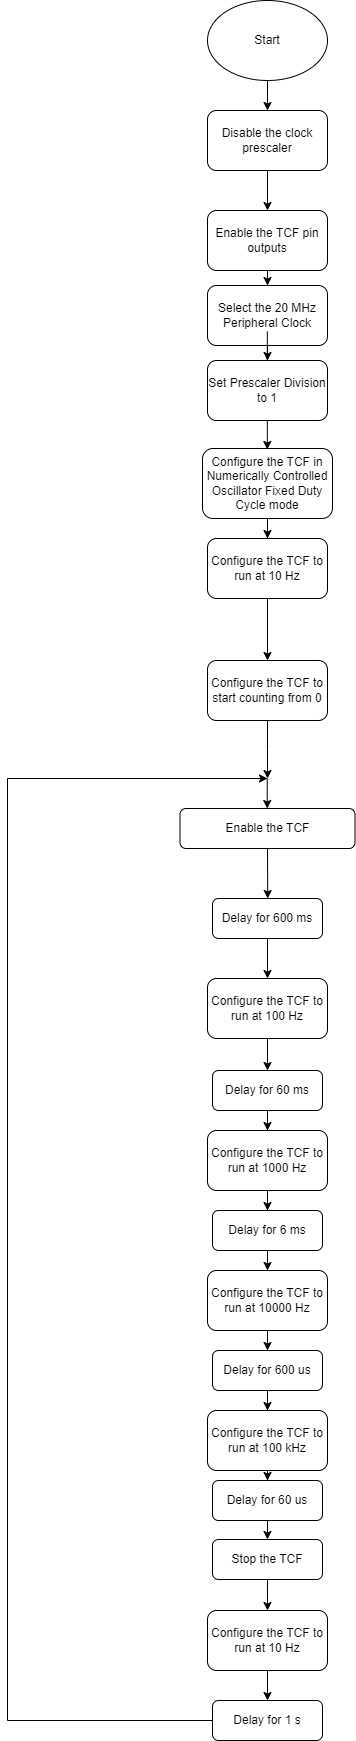 Start
Disable the clock
prescaler
Enable the TCF pin
outputs
Select the 20 MHz
Peripheral Clock
Set Prescaler Division
to 1
Configure the TCF in
Numerically Controlled
Oscillator Fixed Duty
Cycle mode
Configure the TCF to
run at 10 Hz
Configure the TCF to
start counting from 0
Enable the TCF
Delay for 600 ms
Configure the TCF to
run at 100 Hz
Delay for 60 ms
Configure the TCF to
run at 1000 Hz
Delay for 6 ms
Configure the TCF to
run at 10000 Hz
Delay for 600 us
Configure the TCF to
run at 100 kHz
Delay for 60 us
Stop the TCF
Configure the TCF to
run at 10 Hz
Delay for 1 s